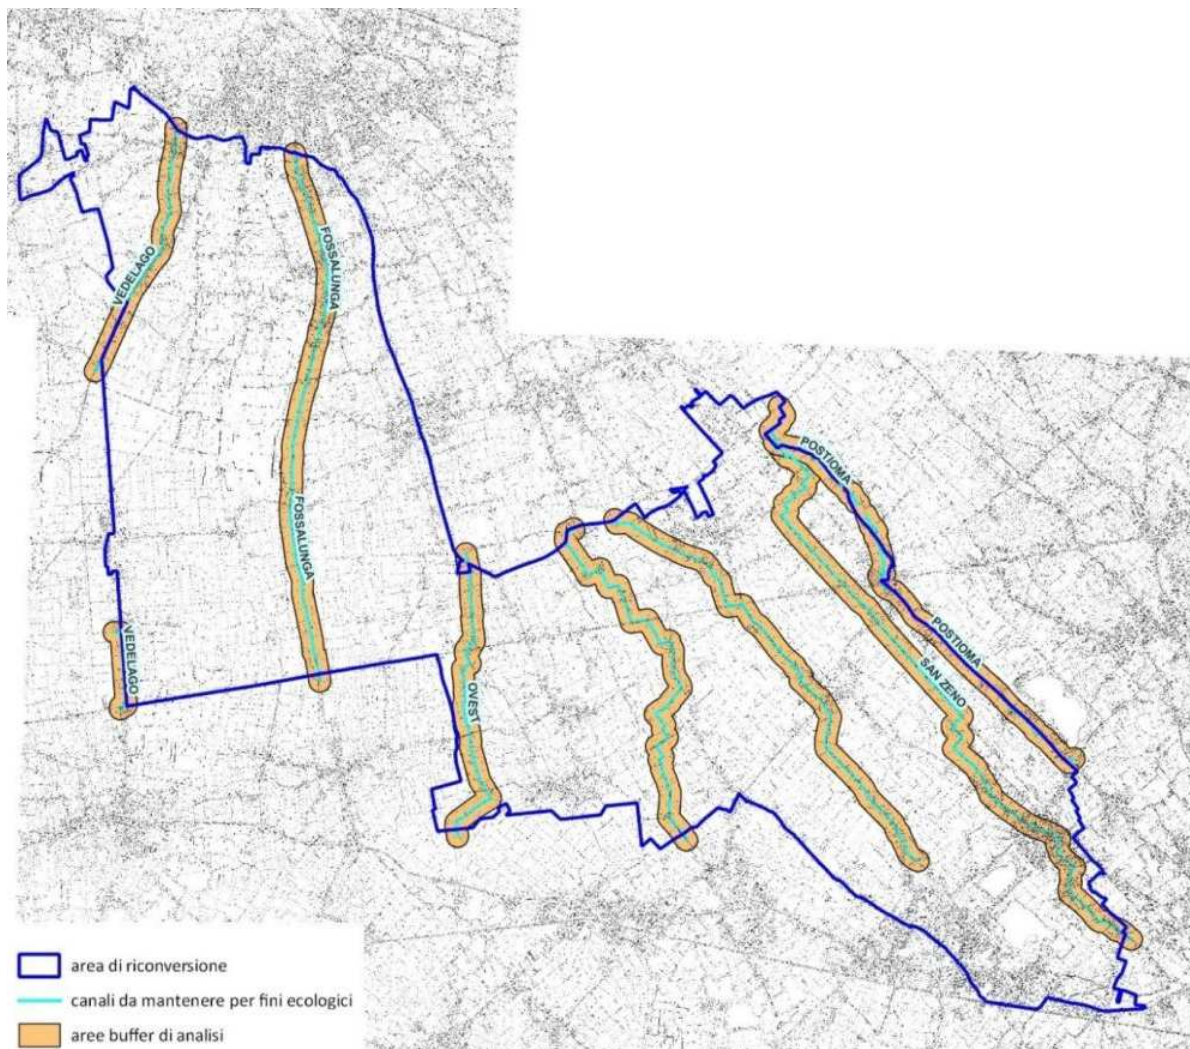 VEDELAGO
FOSSALUNGA
FOSSALUNGA
VEDELAGO
OVEST
POSTIOMA
POSTIOMA
SAN ZENO
area di riconversione
canali da mantenere per fini ecologici
aree buffer di analisi